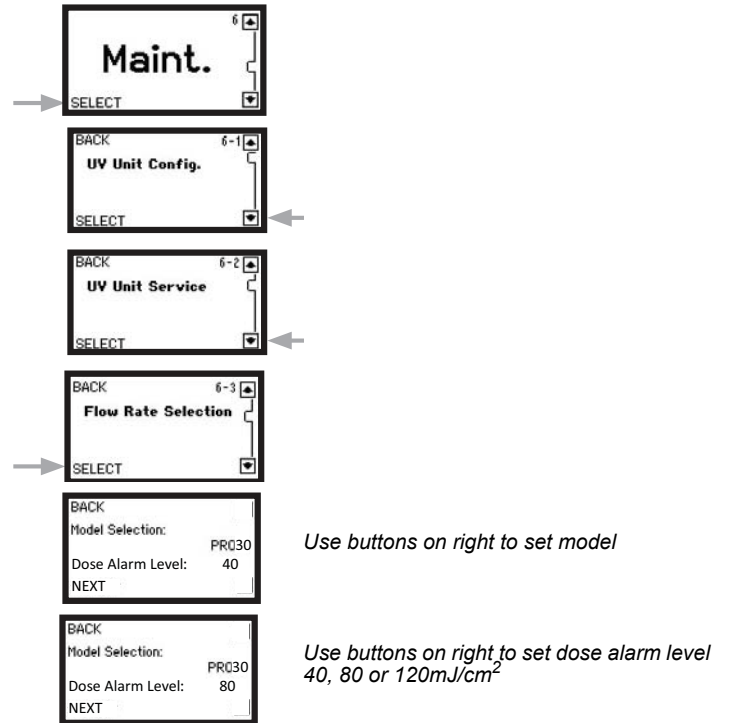 6
Maint.
SELECT
BACK 6-1
UV Unit Config.
SELECT
BACK 6-2
UV Unit Service
SELECT
BACK 6-3
Flow Rate Selection
SELECT
BACK
Model Selection:
PRO30
Dose Alarm Level: 40
NEXT
Use buttons on right to set model
BACK
Model Selection:
PRO30
Dose Alarm Level: 80
NEXT
Use buttons on right to set dose alarm level
40, 80 or 120mJ/cm²